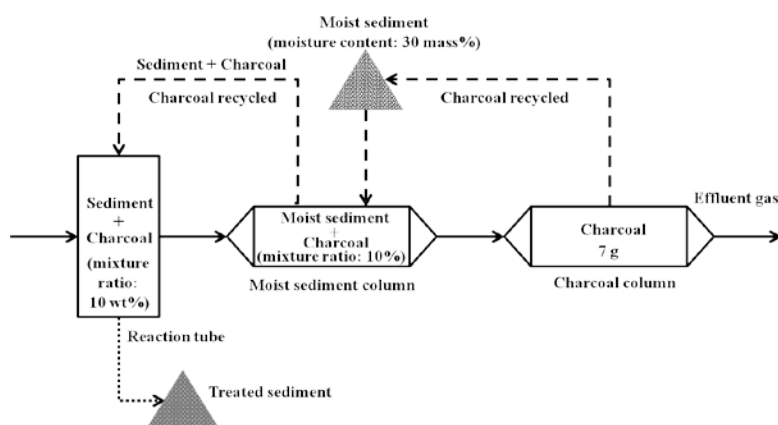 Moist sediment
(moisture content: 30 mass%)
Sediment + Charcoal
Charcoal recycled
Charcoal recycled
Sediment
+
Charcoal
(mixture
ratio:
10 wt%)
Moist sediment
+
Charcoal
(mixture ratio: 10%)
Moist sediment column
Charcoal
7 g
Charcoal column
Effluent gas
Reaction tube
Treated sediment